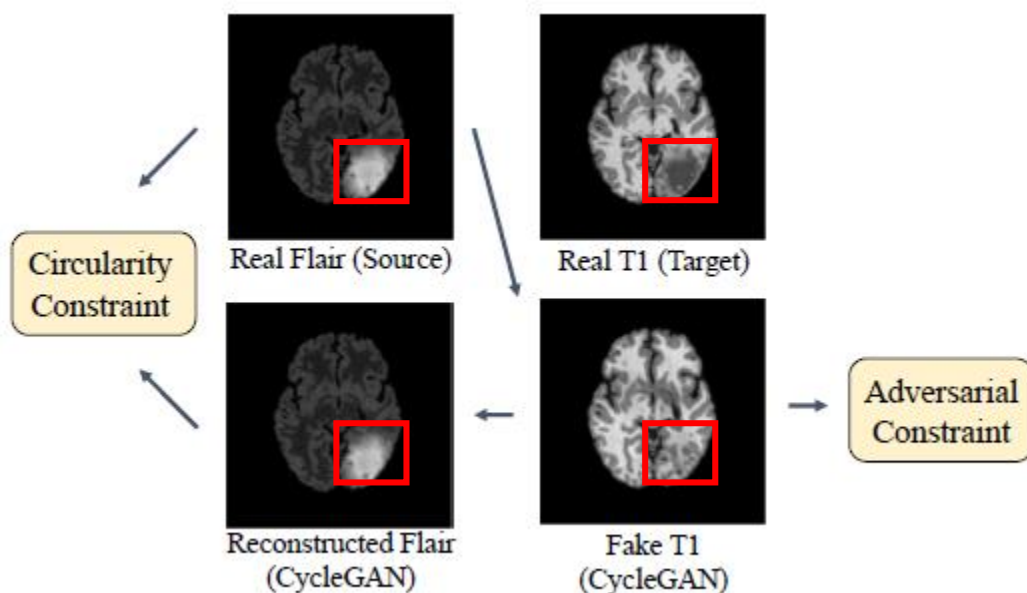 Real Flair (Source)
Real T1 (Target)
Circularity
Constraint
Reconstructed Flair
(CycleGAN)
Fake T1
(CycleGAN)
Adversarial
Constraint